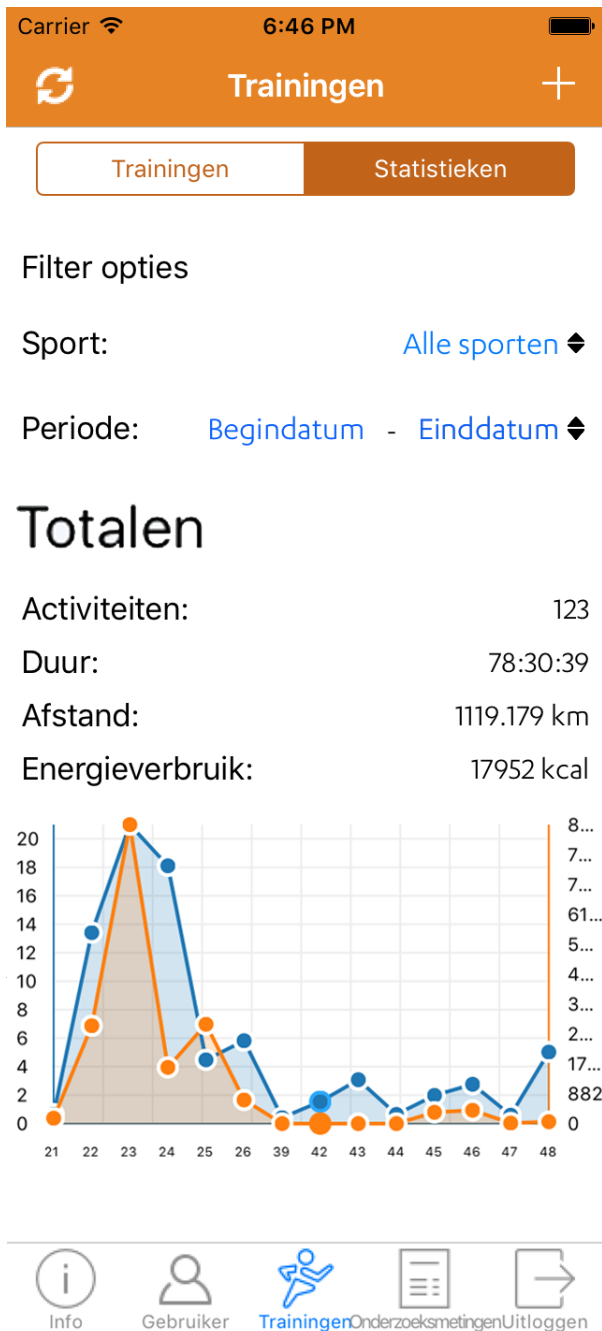 Carrier 6:46 PM
Trainingen
Trainingen Statistieken
Filter opties
Sport: Alle sporten
Periode: Begindatum - Einddatum
Totalen
Activiteiten: 123
Duur: 78:30:39
Afstand: 1119.179 km
Energieverbruik: 17952 kcal
20 8...
18 7...
16 7...
14 61...
12 5...
10 4...
8 3...
6 2...
4 17...
2 882
0 0
21 22 23 24 25 26 39 42 43 44 45 46 47 48
Info Gebruiker Trainingen Onderzoeksmetingen Uitloggen